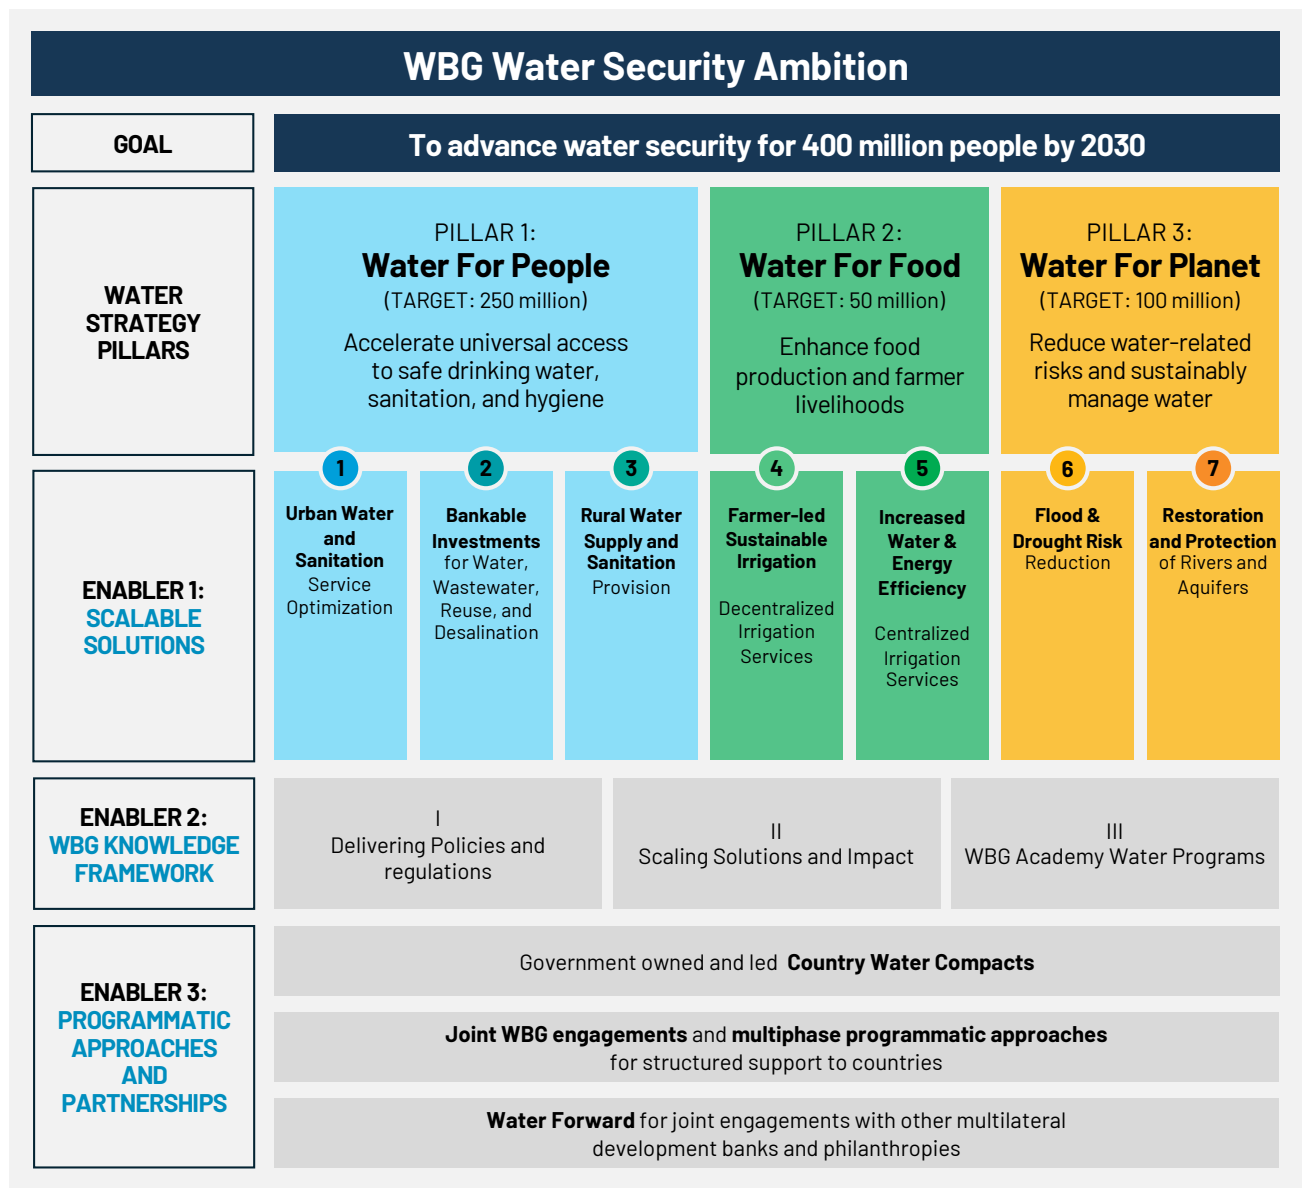 WBG Water Security Ambition
GOAL
To advance water security for 400 million people by 2030
WATER
STRATEGY
PILLARS
PILLAR 1:
Water For People
(TARGET: 250 million)
Accelerate universal access
to safe drinking water,
sanitation, and hygiene
PILLAR 2:
Water For Food
(TARGET: 50 million)
Enhance food
production and farmer
livelihoods
PILLAR 3:
Water For Planet
(TARGET: 100 million)
Reduce water-related
risks and sustainably
manage water
ENABLER 1:
SCALABLE
SOLUTIONS
1
Urban Water
and
Sanitation
Service
Optimization
2
Bankable
Investments
for Water,
Wastewater,
Reuse, and
Desalination
3
Rural Water
Supply and
Sanitation
Provision
4
Farmer-led
Sustainable
Irrigation
Decentralized
Irrigation
Services
5
Increased
Water &
Energy
Efficiency
Centralized
Irrigation
Services
6
Flood &
Drought Risk
Reduction
7
Restoration
and Protection
of Rivers and
Aquifers
ENABLER 2:
WBG KNOWLEDGE
FRAMEWORK
I
Delivering Policies and
regulations
II
Scaling Solutions and Impact
III
WBG Academy Water Programs
ENABLER 3:
PROGRAMMATIC
APPROACHES
AND
PARTNERSHIPS
Government owned and led Country Water Compacts
Joint WBG engagements and multiphase programmatic approaches
for structured support to countries
Water Forward for joint engagements with other multilateral
development banks and philanthropies